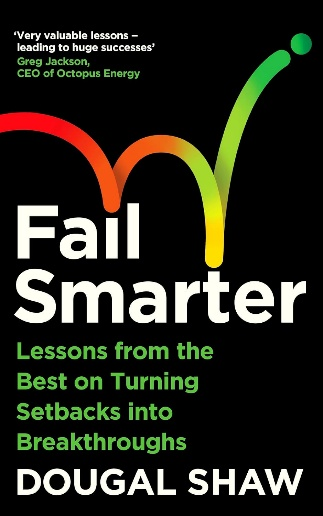 ‘Very valuable lessons –
leading to huge successes’
Greg Jackson,
CEO of Octopus Energy
Fail
Smarter
Lessons from the
Best on Turning
Setbacks into
Breakthroughs
DOUGAL SHAW